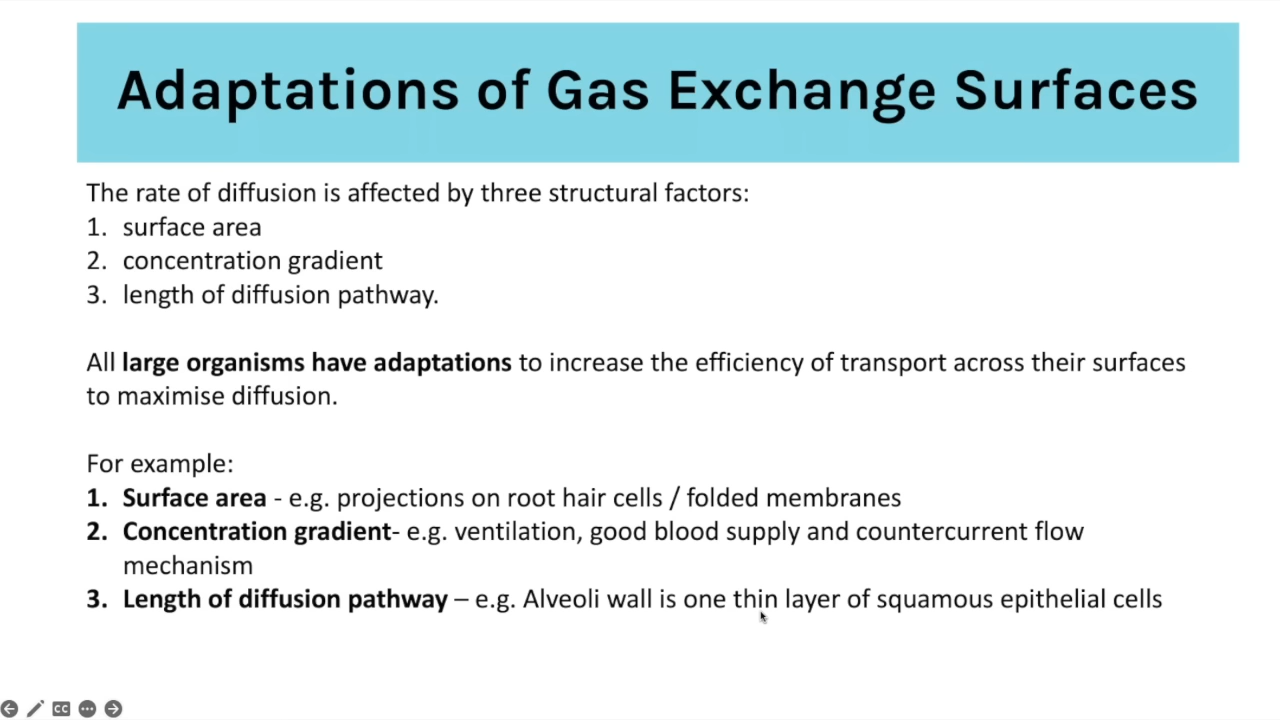 Adaptations of Gas Exchange Surfaces
The rate of diffusion is affected by three structural factors:
1. surface area
2. concentration gradient
3. length of diffusion pathway.
All large organisms have adaptations to increase the efficiency of transport across their surfaces
to maximise diffusion.
For example:
1. Surface area - e.g. projections on root hair cells / folded membranes
2. Concentration gradient- e.g. ventilation, good blood supply and countercurrent flow
mechanism
3. Length of diffusion pathway – e.g. Alveoli wall is one thin layer of squamous epithelial cells
CC